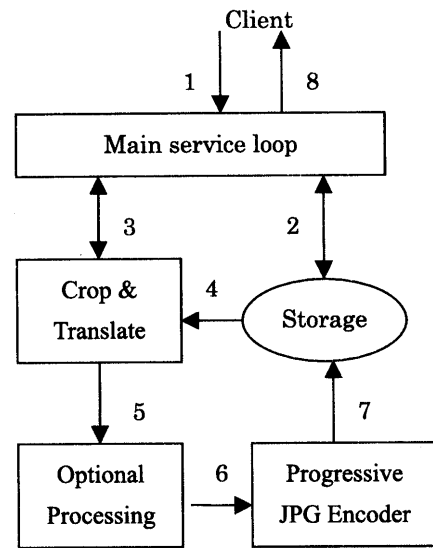 Client
1
8
Main service loop
3
2
Crop &
Translate
4
Storage
5
7
Optional
Processing
6
Progressive
JPG Encoder